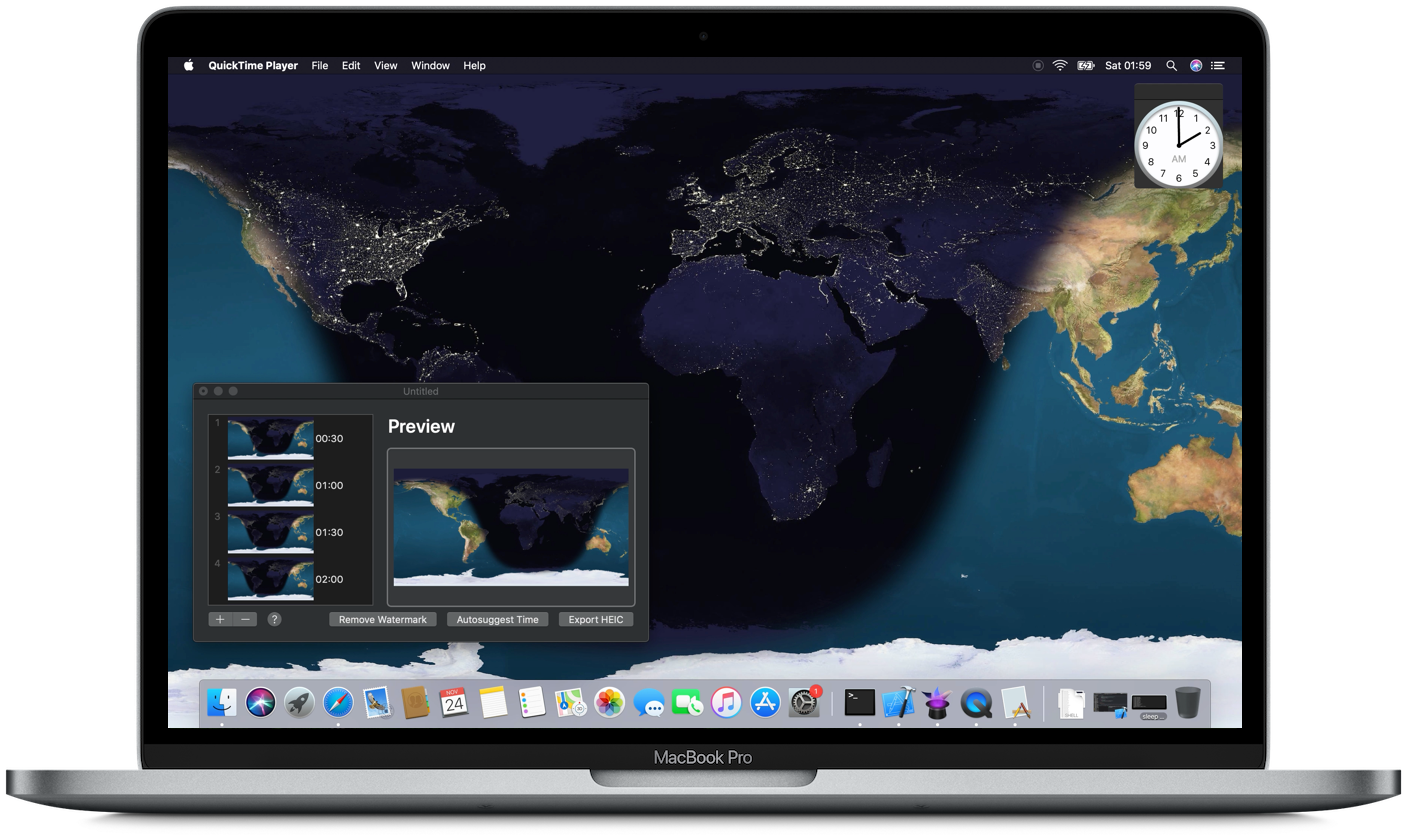 QuickTime Player File Edit View Window Help Sat 01:59
12
11 1
10 2
9 3
AM
8 4
7 5
6
Untitled
Preview
1 00:30
2 01:00
3 01:30
4 02:00
+ − ? Remove Watermark Autosuggest Time Export HEIC
NOV
24
1
>_
SHELL
sleep ...
MacBook Pro